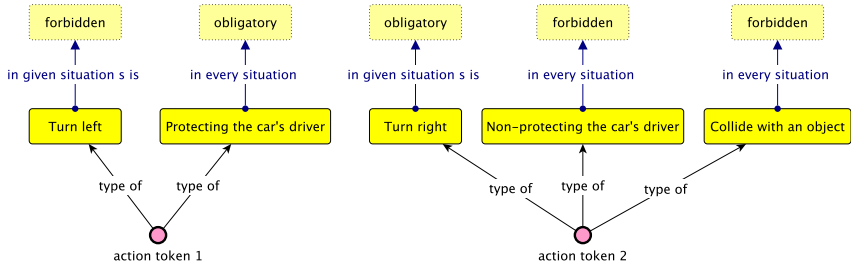 forbidden
obligatory
obligatory
forbidden
forbidden
in given situation s is
in every situation
in given situation s is
in every situation
in every situation
Turn left
Protecting the car's driver
Turn right
Non-protecting the car's driver
Collide with an object
type of
type of
type of
type of
type of
action token 1
action token 2